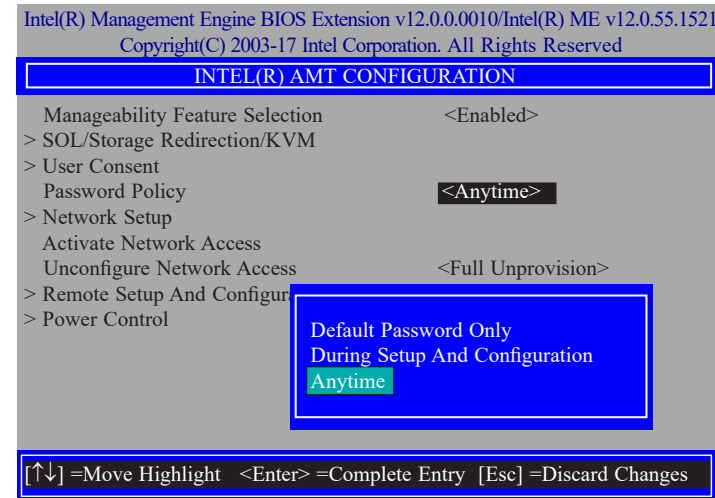 Intel(R) Management Engine BIOS Extension v12.0.0.0010/Intel(R) ME v12.0.55.1521
Copyright(C) 2003-17 Intel Corporation. All Rights Reserved
INTEL(R) AMT CONFIGURATION
Manageability Feature Selection <Enabled>
> SOL/Storage Redirection/KVM
> User Consent
Password Policy <Anytime>
> Network Setup
Activate Network Access
Unconfigure Network Access <Full Unprovision>
> Remote Setup And Configur
> Power Control
Default Password Only
During Setup And Configuration
Anytime
[↑↓] =Move Highlight <Enter> =Complete Entry [Esc] =Discard Changes